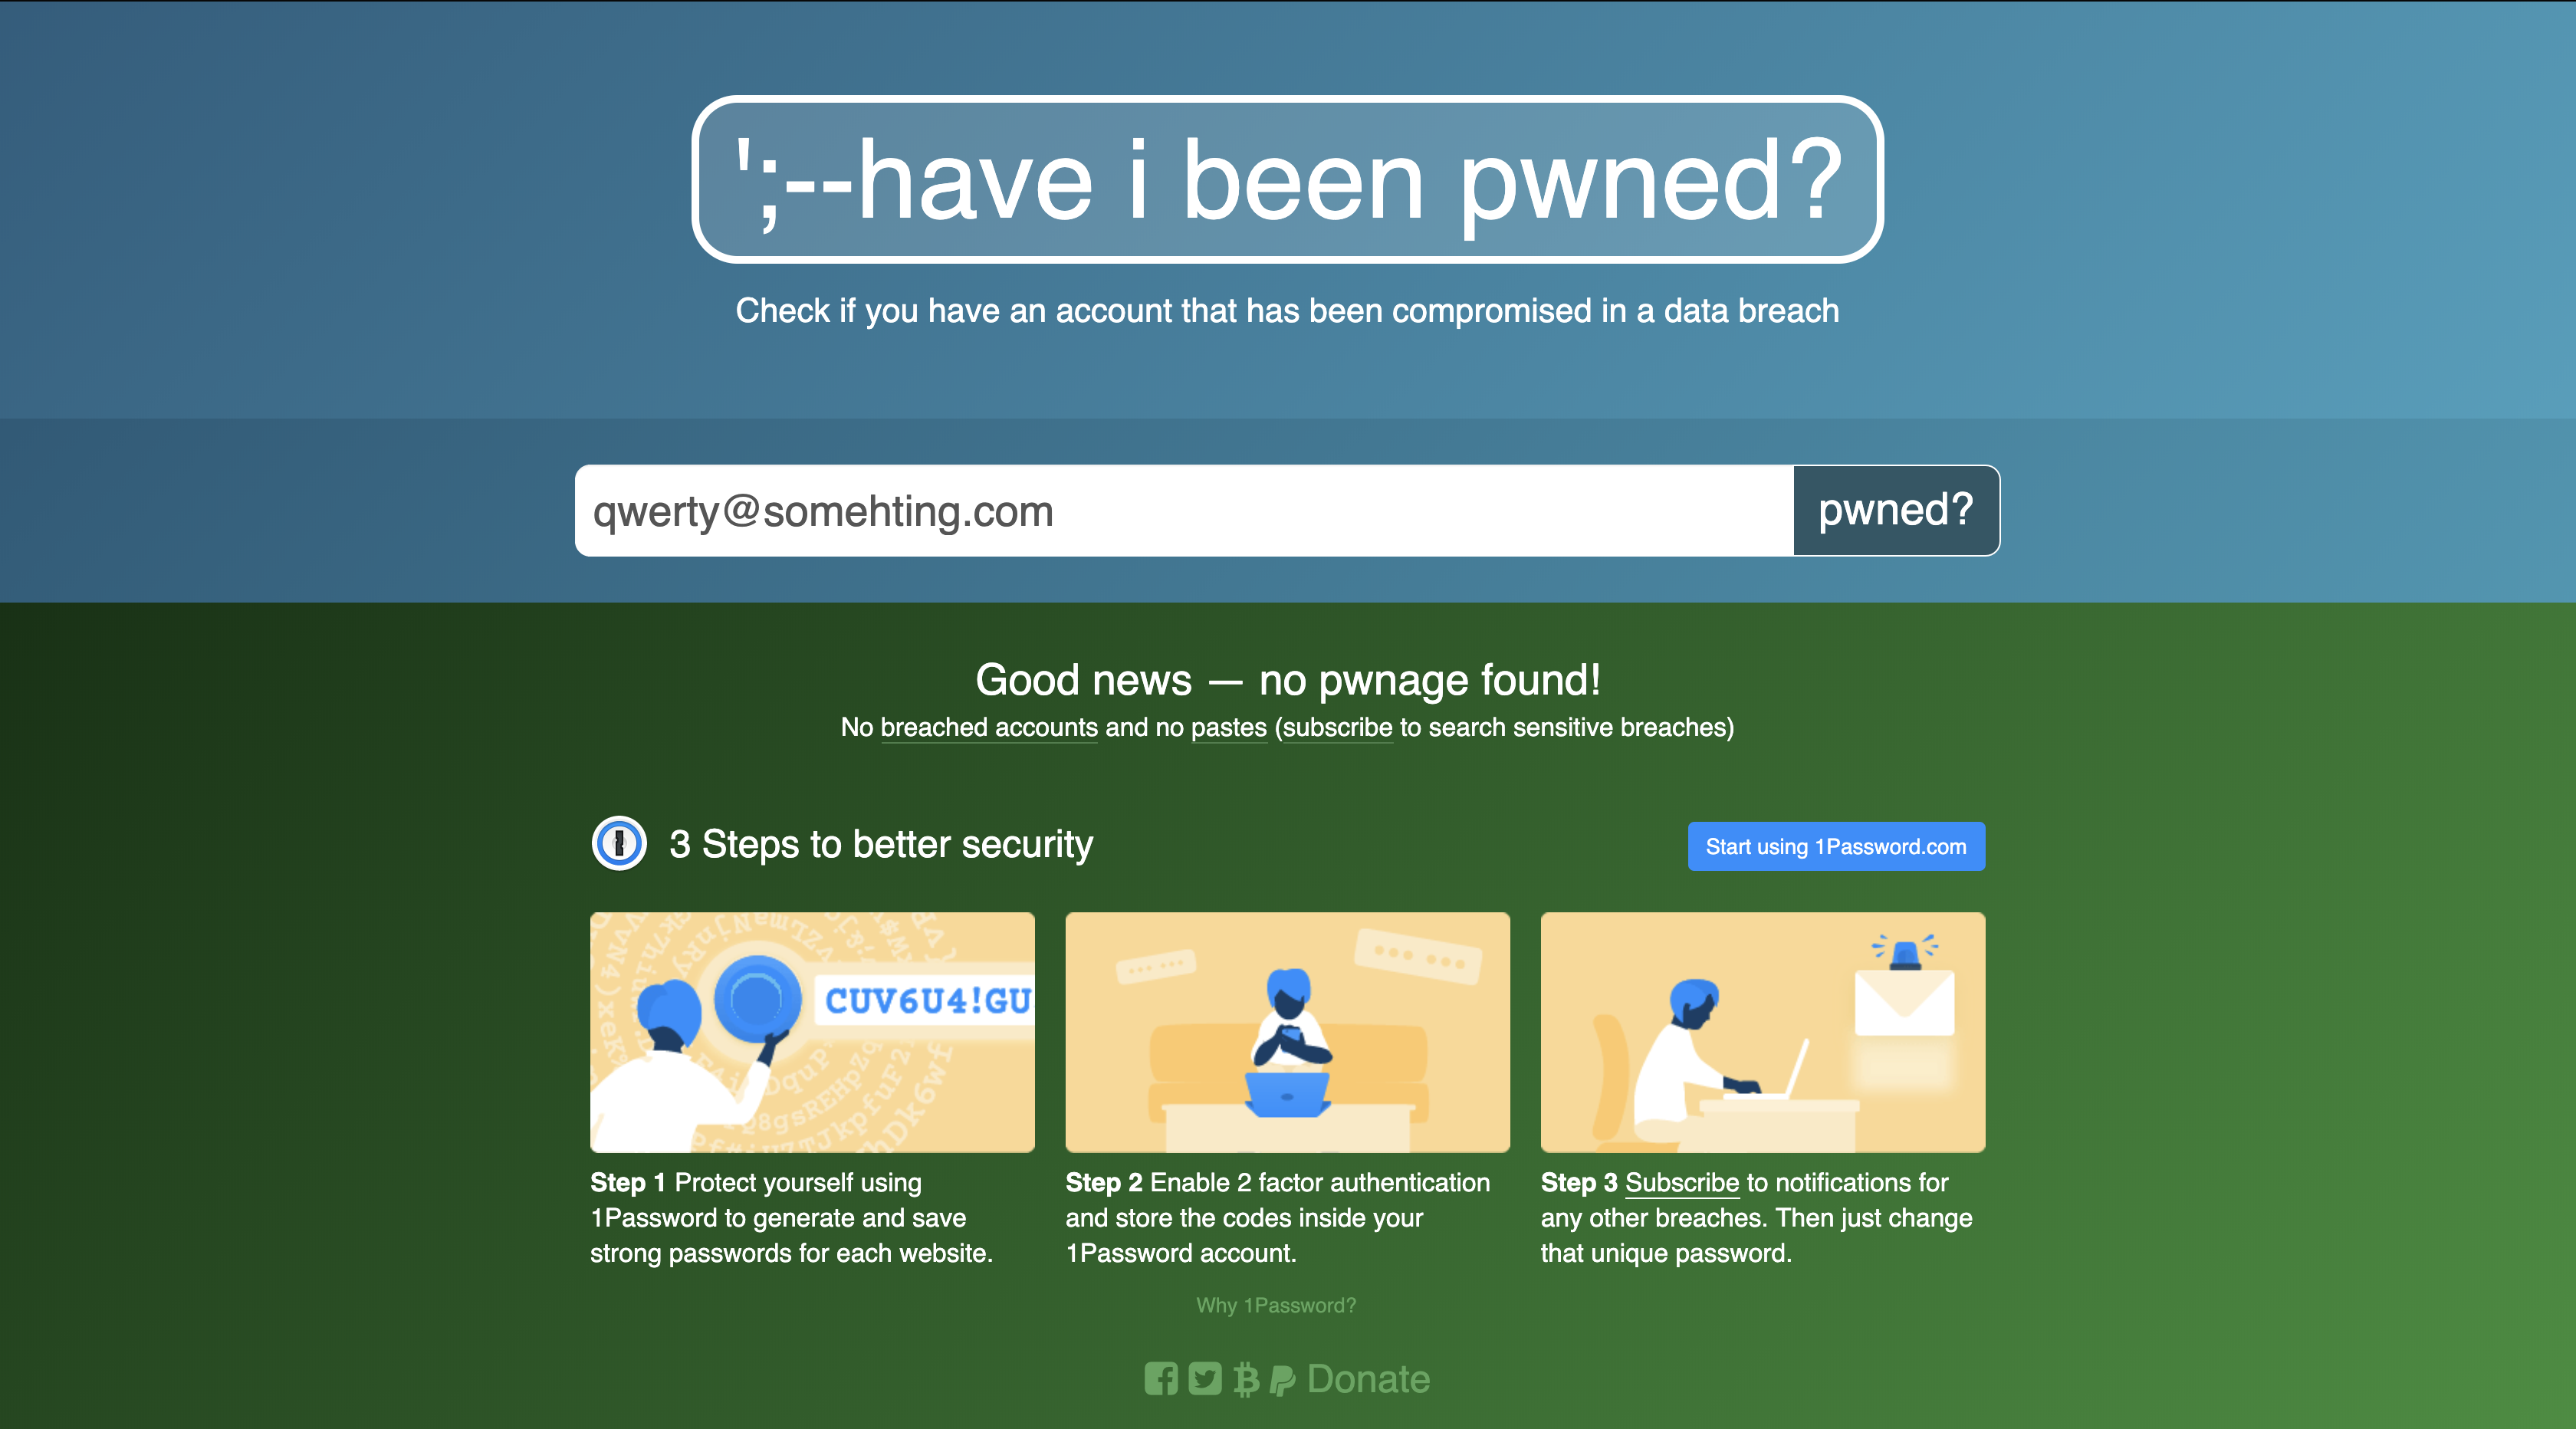 ';--have i been pwned?
Check if you have an account that has been compromised in a data breach
qwerty@somehting.com
pwned?
Good news — no pwnage found!
No breached accounts and no pastes (subscribe to search sensitive breaches)
3 Steps to better security
Start using 1Password.com
CUV6U4!GU
Step 1 Protect yourself using
1Password to generate and save
strong passwords for each website.
Step 2 Enable 2 factor authentication
and store the codes inside your
1Password account.
Step 3 Subscribe to notifications for
any other breaches. Then just change
that unique password.
Why 1Password?
Donate